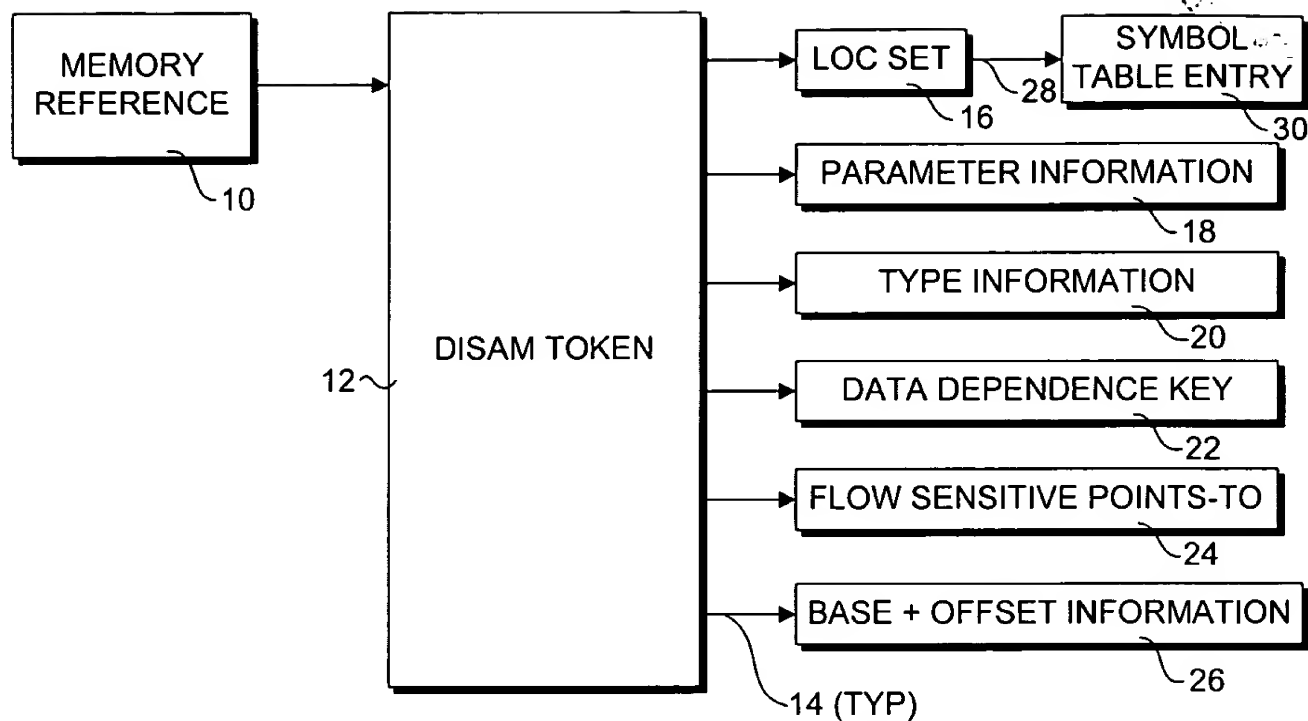 MEMORY
REFERENCE
10
DISAM TOKEN
12
LOC SET
16
28
SYMBOL
TABLE ENTRY
30
PARAMETER INFORMATION
18
TYPE INFORMATION
20
DATA DEPENDENCE KEY
22
FLOW SENSITIVE POINTS-TO
24
BASE + OFFSET INFORMATION
26
14 (TYP)